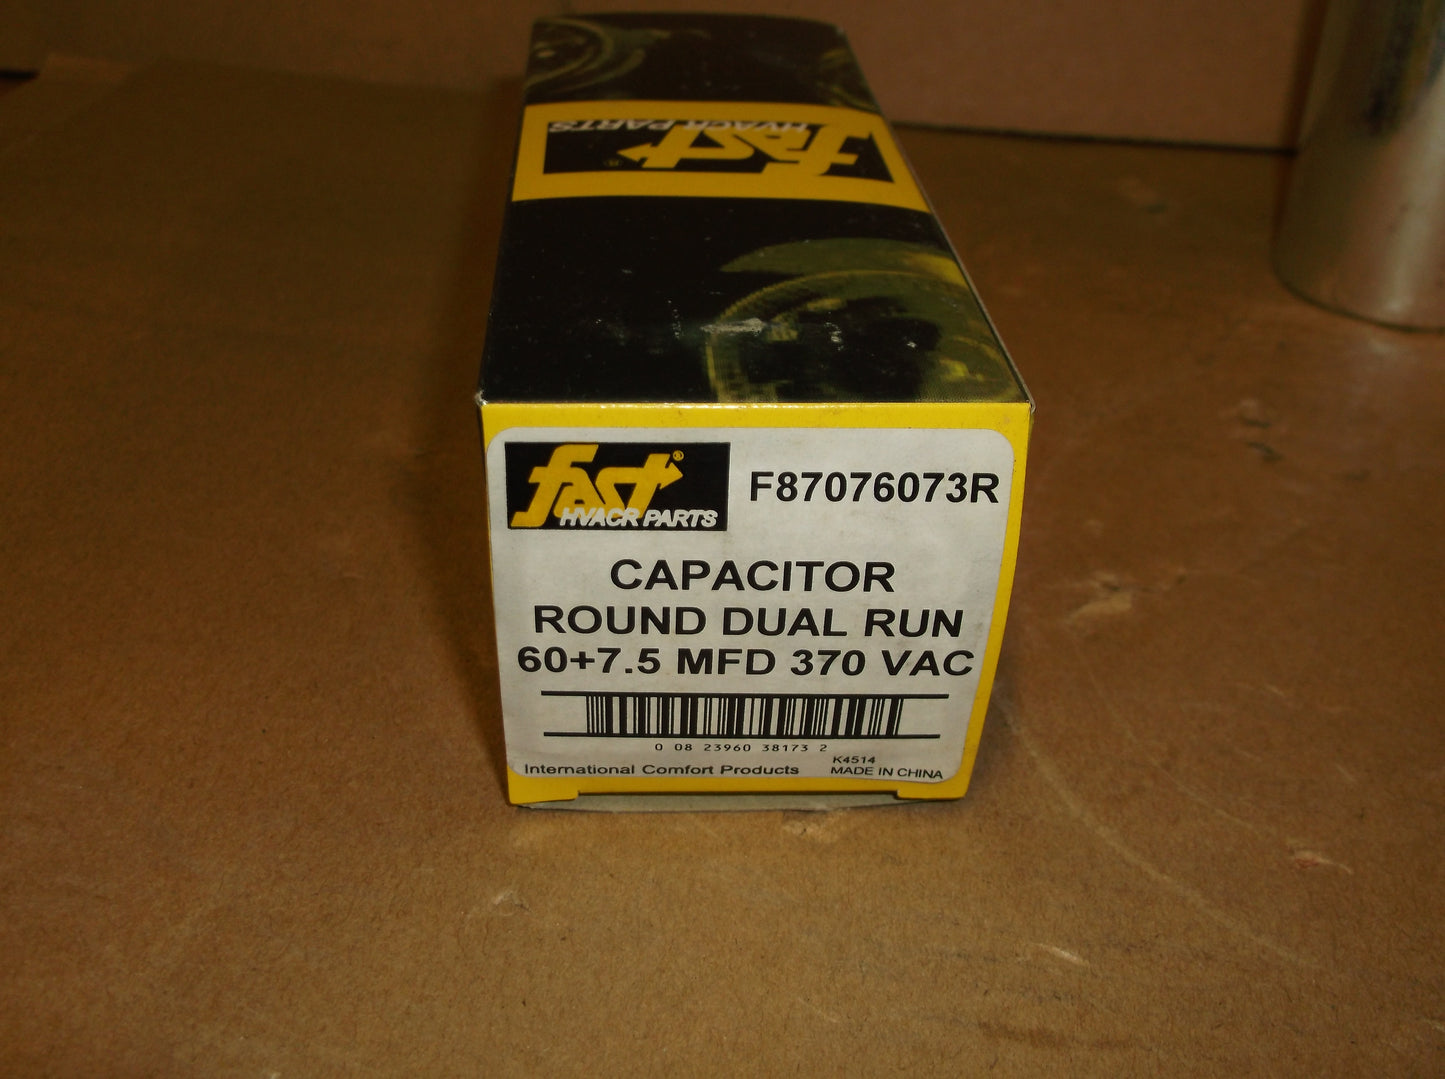 fast®
HVACR PARTS
fast®
HVACR PARTS
F87076073R
CAPACITOR
ROUND DUAL RUN
60+7.5 MFD 370 VAC
0 08 23960 38173 2
International Comfort Products
K4514
MADE IN CHINA